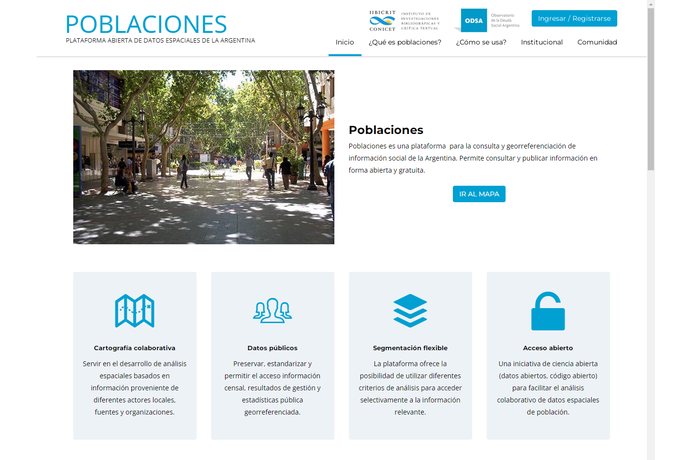 POBLACIONES
PLATAFORMA ABIERTA DE DATOS ESPACIALES DE LA ARGENTINA
IIBICRIT
CONICET
INSTITUTO DE
INVESTIGACIONES
BIBLIOGRÁFICAS Y
CRÍTICA TEXTUAL
ODSA
Observatorio
de la Deuda
Social Argentina
Ingresar / Registrarse
Inicio
¿Qué es poblaciones?
¿Cómo se usa?
Institucional
Comunidad
Poblaciones
Poblaciones es una plataforma para la consulta y georreferenciación de
información social de la Argentina. Permite consultar y publicar información en
forma abierta y gratuita.
IR AL MAPA
Cartografía colaborativa
Servir en el desarrollo de análisis
espaciales basados en
información proveniente de
diferentes actores locales,
fuentes y organizaciones.
Datos públicos
Preservar, estandarizar y
permitir el acceso información
censal, resultados de gestión y
estadísticas pública
georreferenciada.
Segmentación flexible
La plataforma ofrece la
posibilidad de utilizar diferentes
criterios de análisis para acceder
selectivamente a la información
relevante.
Acceso abierto
Una iniciativa de ciencia abierta
(datos abiertos, código abierto)
para facilitar el análisis
colaborativo de datos espaciales
de población.